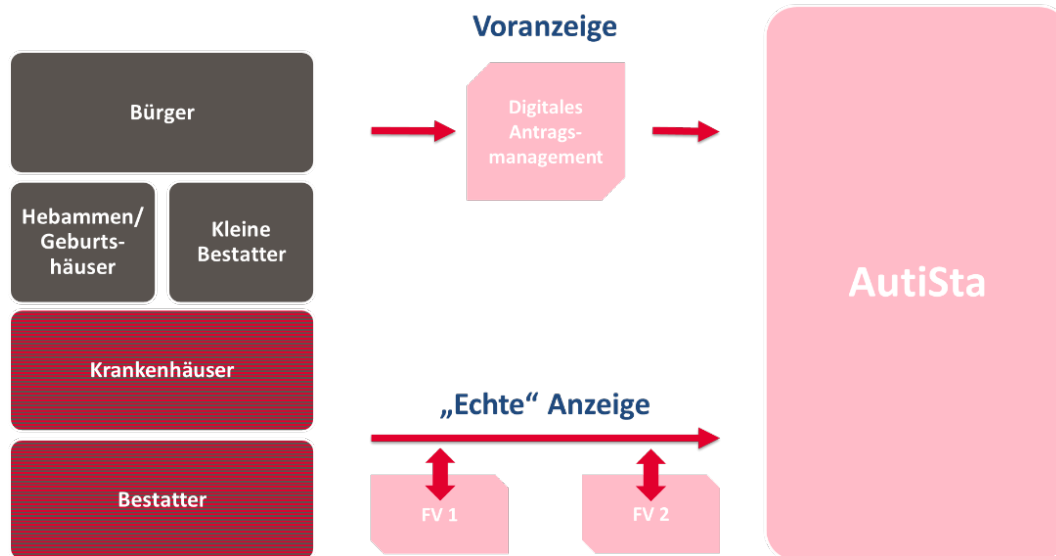 Voranzeige
Bürger
Digitales
Antrags-
management
Hebammen/
Geburts-
häuser
Kleine
Bestatter
AutiSta
Krankenhäuser
„Echte“ Anzeige
Bestatter
FV 1
FV 2